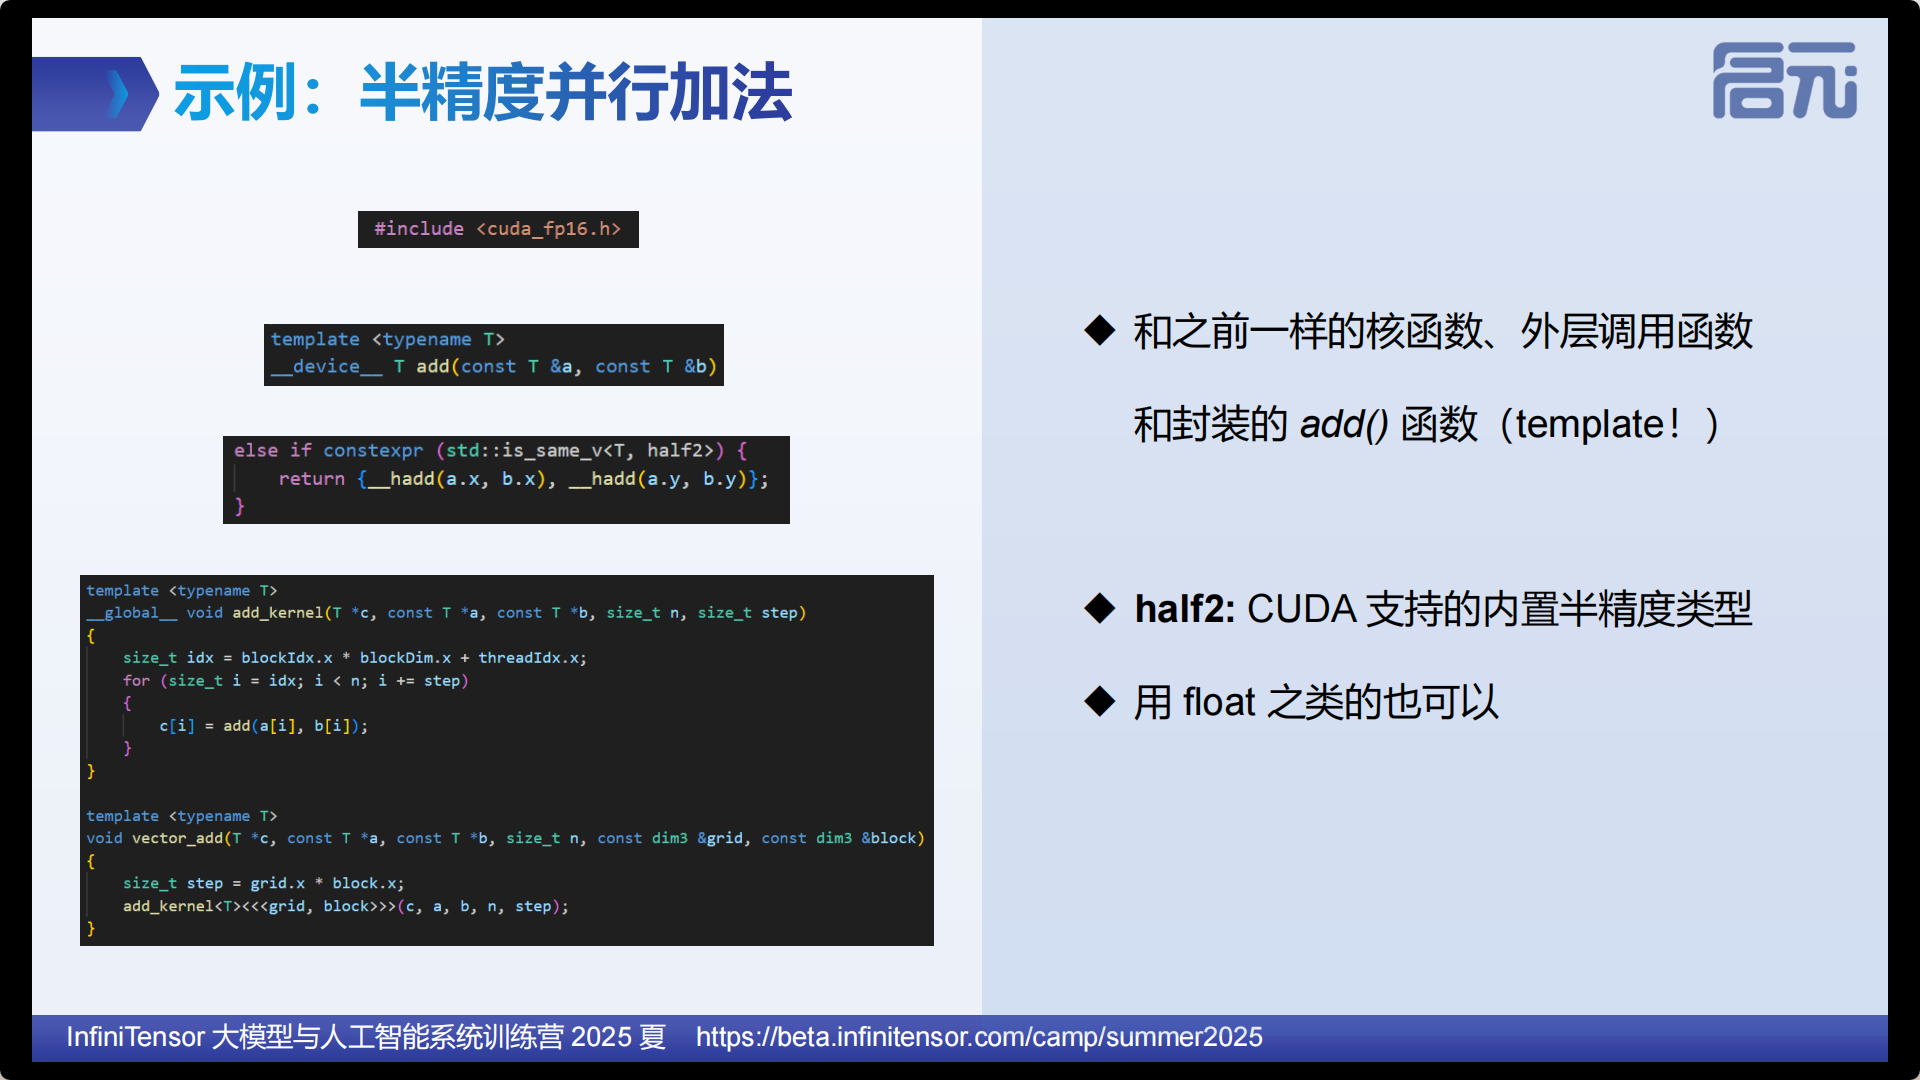 示例：半精度并行加法
启元
#include <cuda_fp16.h>
template <typename T>
__device__ T add(const T &a, const T &b)
else if constexpr (std::is_same_v<T, half2>) {
    return {__hadd(a.x, b.x), __hadd(a.y, b.y)};
}
template <typename T>
__global__ void add_kernel(T *c, const T *a, const T *b, size_t n, size_t step)
{
    size_t idx = blockIdx.x * blockDim.x + threadIdx.x;
    for (size_t i = idx; i < n; i += step)
    {
        c[i] = add(a[i], b[i]);
    }
}
template <typename T>
void vector_add(T *c, const T *a, const T *b, size_t n, const dim3 &grid, const dim3 &block)
{
    size_t step = grid.x * block.x;
    add_kernel<T><<<grid, block>>>(c, a, b, n, step);
}
◆ 和之前一样的核函数、外层调用函数
和封装的 add() 函数（template！）
◆ half2: CUDA 支持的内置半精度类型
◆ 用 float 之类的也可以
InfiniTensor 大模型与人工智能系统训练营 2025 夏 https://beta.infinitensor.com/camp/summer2025